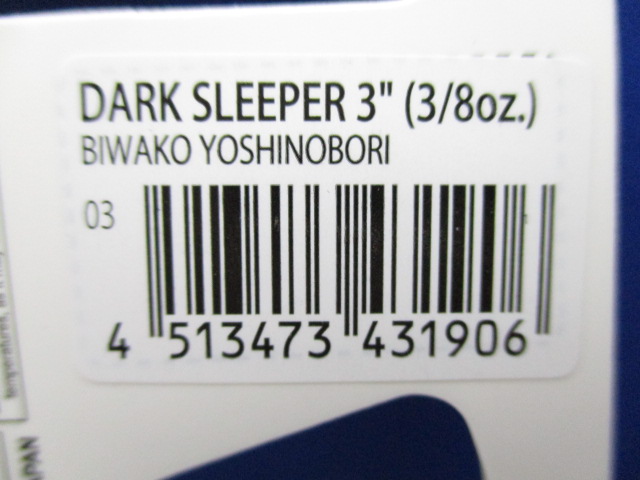 DARK SLEEPER 3" (3/8oz.)
BIWAKO YOSHINOBORI
03
4 513473 431906